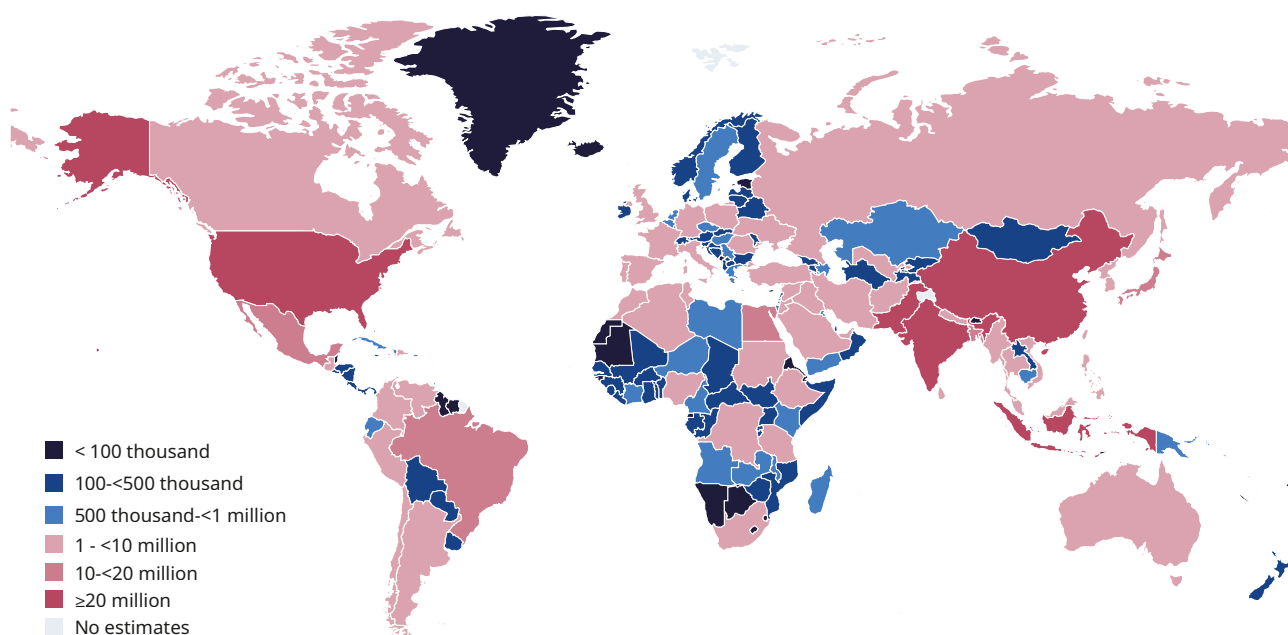 < 100 thousand
100-<500 thousand
500 thousand-<1 million
1 - <10 million
10-<20 million
≥20 million
No estimates